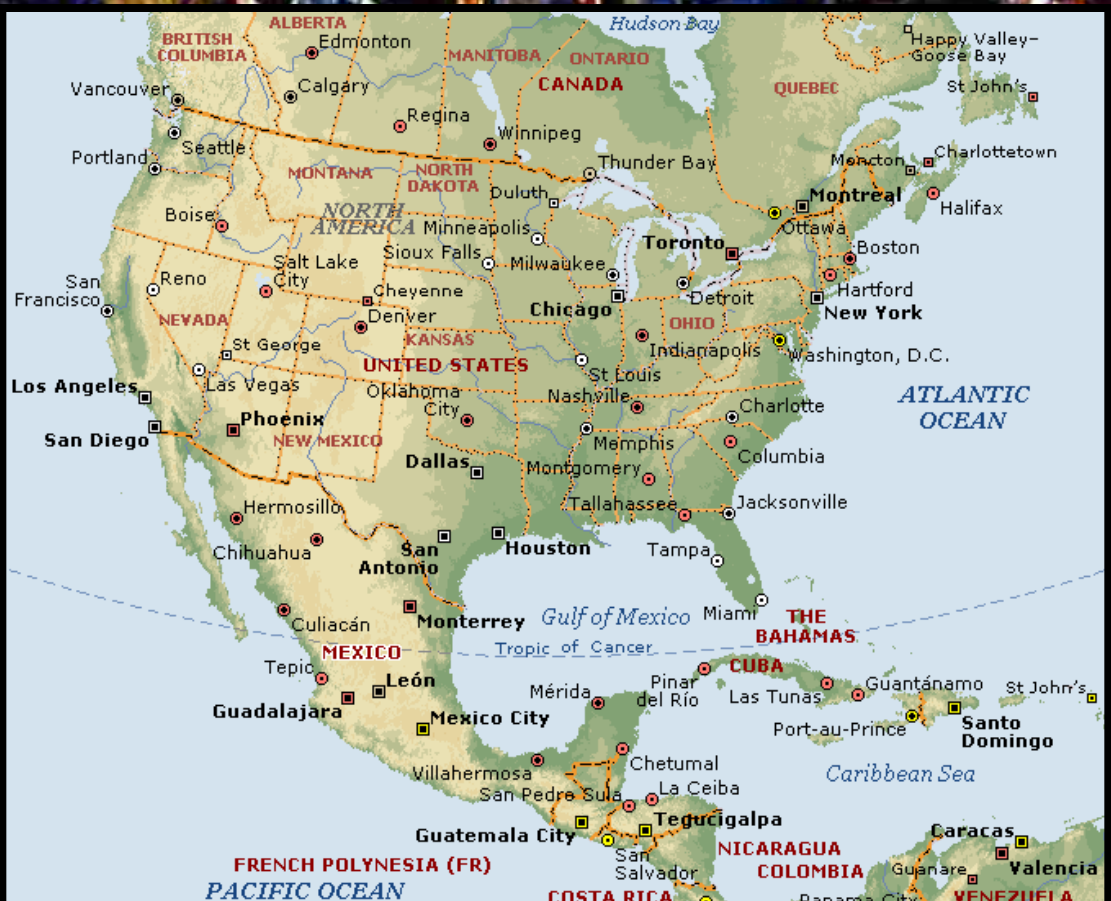 Hudson Bay
ALBERTA
Edmonton
BRITISH
COLUMBIA
MANITOBA
ONTARIO
CANADA
QUEBEC
Happy Valley-
Goose Bay
St John's
Vancouver
Calgary
Regina
Winnipeg
Seattle
Portland
Thunder Bay
Moncton
Charlottetown
MONTANA
NORTH
DAKOTA
Duluth
Montreal
Halifax
Boise
NORTH
AMERICA
Minneapolis
Ottawa
Toronto
Boston
Sioux Falls
Milwaukee
Salt Lake
City
Reno
San
Francisco
Cheyenne
Chicago
Detroit
Hartford
New York
NEVADA
Denver
OHIO
KANSAS
Indianapolis
Washington, D.C.
St George
UNITED STATES
St Louis
Los Angeles
Las Vegas
Oklahoma
City
Nashville
ATLANTIC
OCEAN
Charlotte
Phoenix
San Diego
NEW MEXICO
Memphis
Columbia
Dallas
Montgomery
Tallahassee
Jacksonville
Hermosillo
Chihuahua
San
Antonio
Houston
Tampa
Culiacán
Monterrey
Gulf of Mexico
Miami
THE
BAHAMAS
MEXICO
Tropic of Cancer
Tepic
León
CUBA
Pinar
del Río
Mérida
Las Tunas
Guantánamo
St John's
Guadalajara
Mexico City
Port-au-Prince
Santo
Domingo
Villahermosa
Chetumal
Caribbean Sea
San Pedro Sula
La Ceiba
Guatemala City
Tegucigalpa
Caracas
San
Salvador
NICARAGUA
COLOMBIA
FRENCH POLYNESIA (FR)
Guanare
Valencia
PACIFIC OCEAN
COSTA RICA
Panama City
VENEZUELA